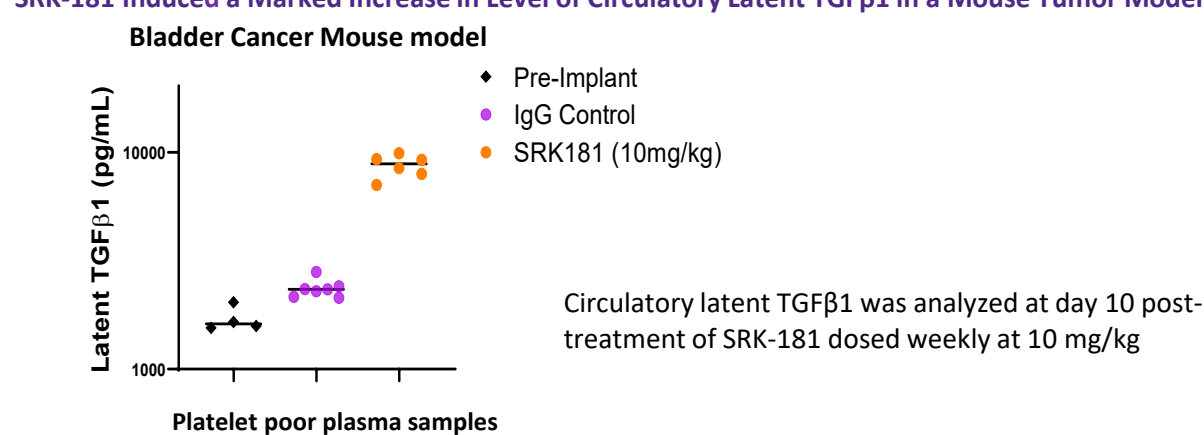 SRK-181 Induced a Marked Increase in Level of Circulatory Latent TGFβ1 in a Mouse Tumor Model
Bladder Cancer Mouse model
Pre-Implant
IgG Control
SRK181 (10mg/kg)
Latent TGFβ1 (pg/mL)
10000
1000
Circulatory latent TGFβ1 was analyzed at day 10 post-
treatment of SRK-181 dosed weekly at 10 mg/kg
Platelet poor plasma samples